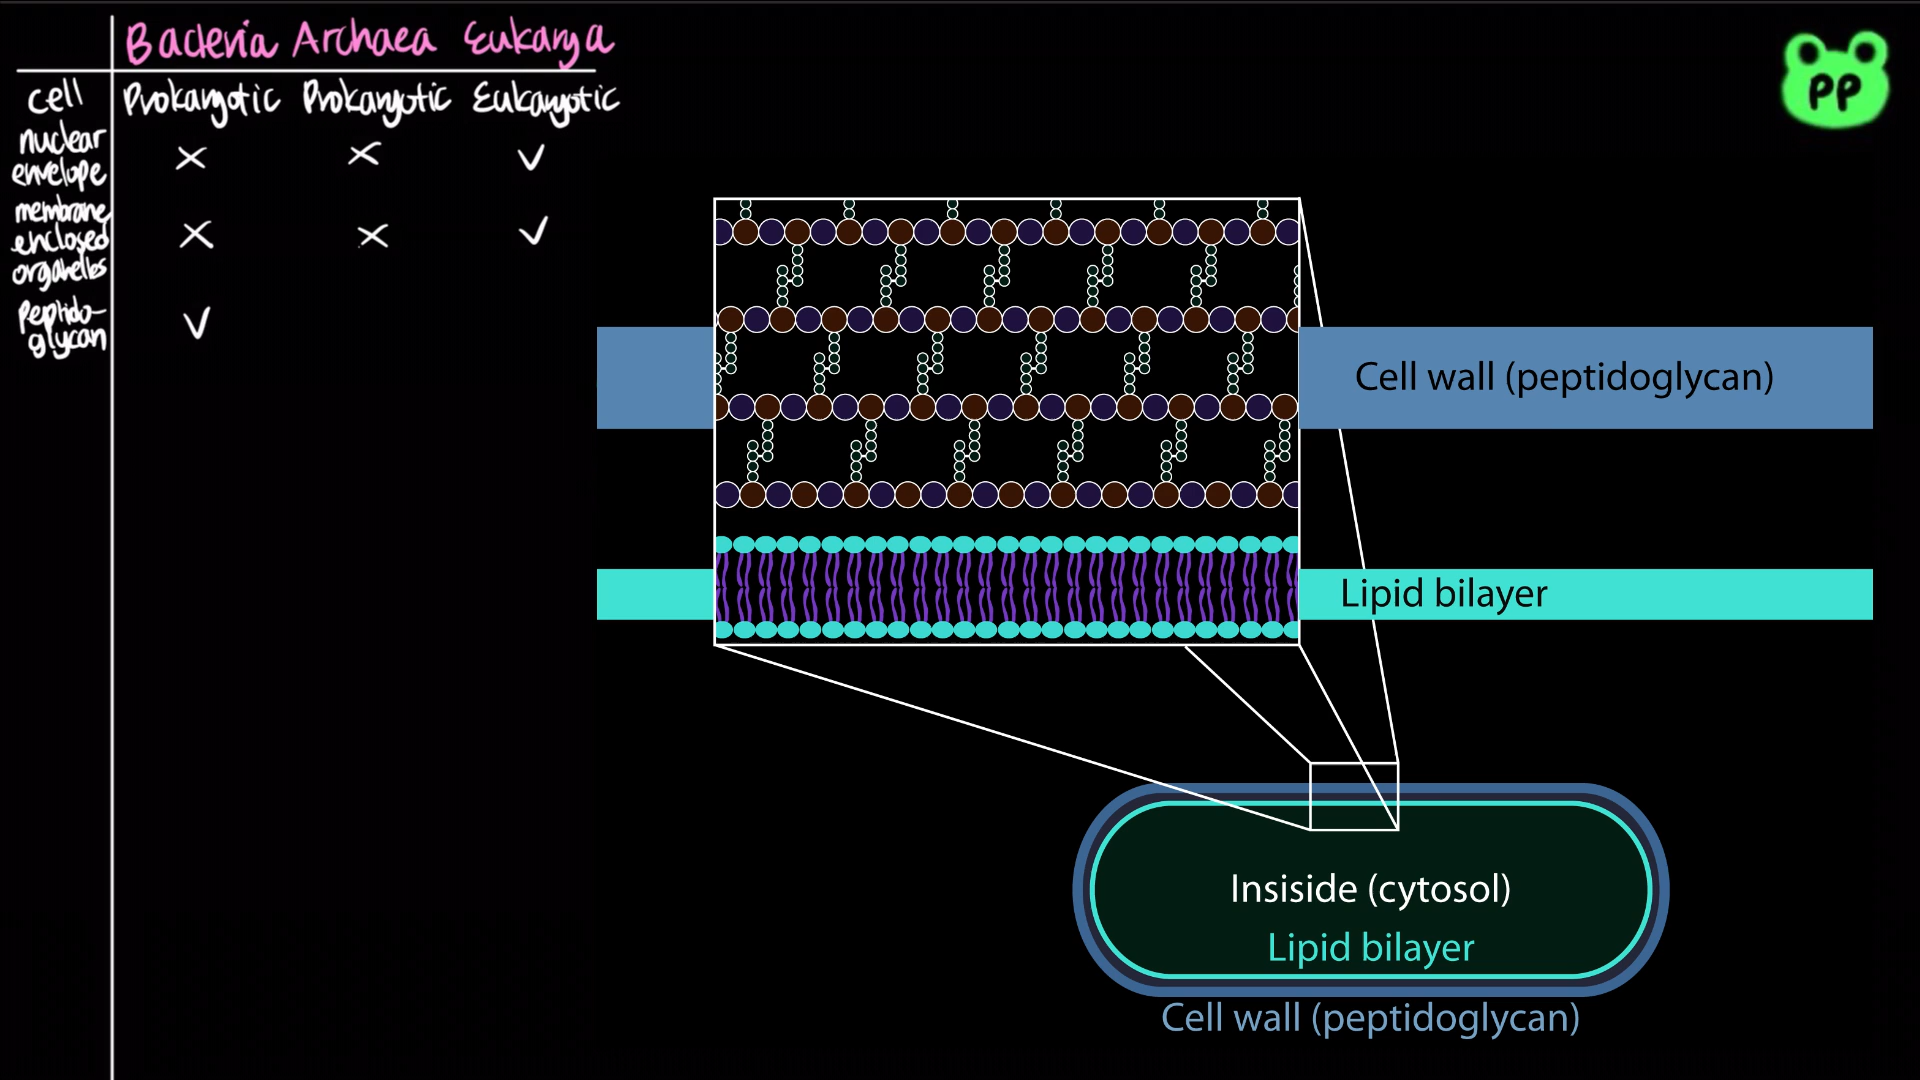 Bacteria Archaea Eukarya
cell Prokaryotic Prokaryotic Eukaryotic
nuclear
envelope
membrane
enclosed
organelles
Peptido-
glycan
PP
Cell wall (peptidoglycan)
Lipid bilayer
Insiside (cytosol)
Lipid bilayer
Cell wall (peptidoglycan)